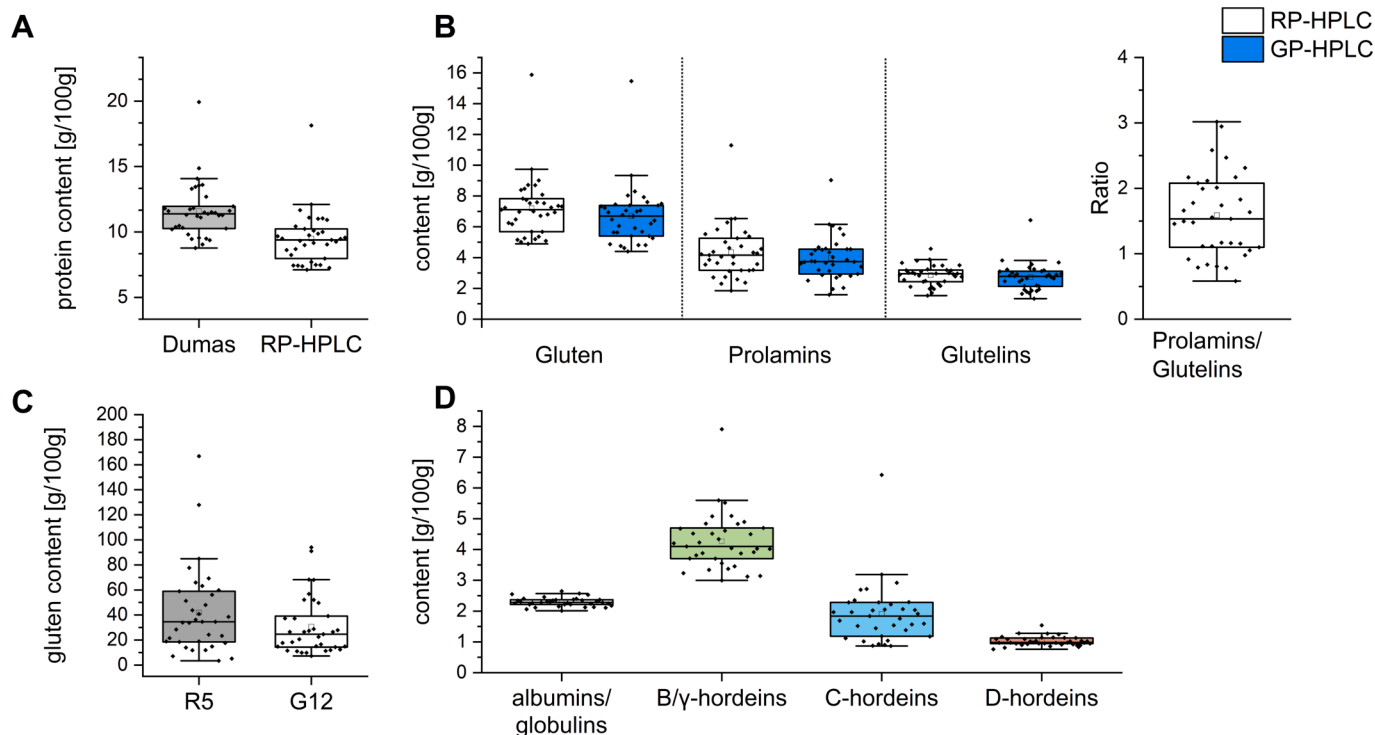 A
protein content [g/100g]
20
15
10
5
Dumas RP-HPLC
B
RP-HPLC
GP-HPLC
content [g/100g]
16
14
12
10
8
6
4
2
0
Gluten Prolamins Glutelins
Ratio
4
3
2
1
0
Prolamins/
Glutelins
C
gluten content [g/100g]
200
180
160
140
120
100
80
60
40
20
0
R5 G12
D
content [g/100g]
8
7
6
5
4
3
2
1
0
albumins/
globulins
B/γ-hordeins C-hordeins D-hordeins